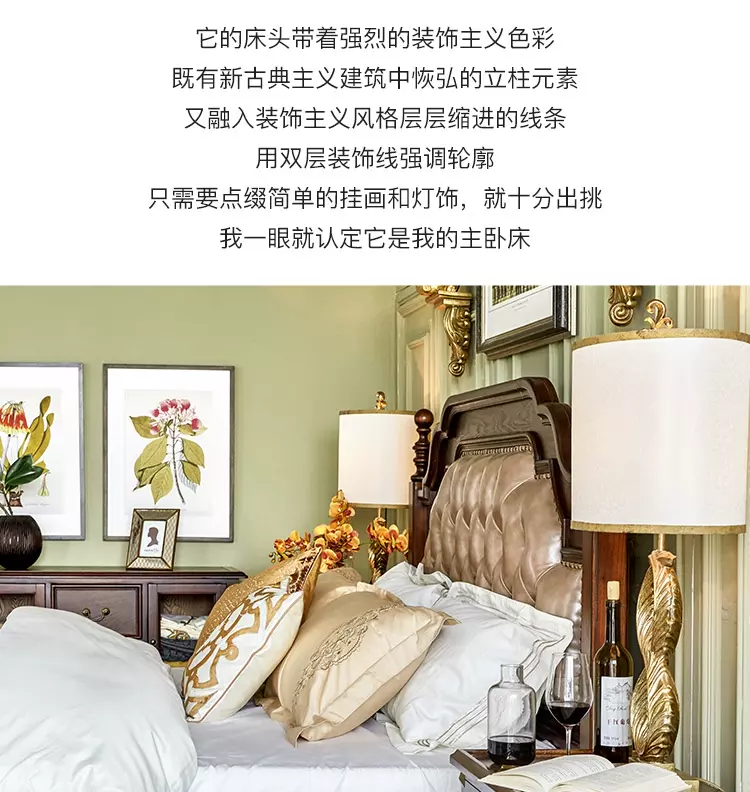 它的床头带着强烈的装饰主义色彩
既有新古典主义建筑中恢弘的立柱元素
又融入装饰主义风格层层缩进的线条
用双层装饰线强调轮廓
只需要点缀简单的挂画和灯饰，就十分出挑
我一眼就认定它是我的主卧床